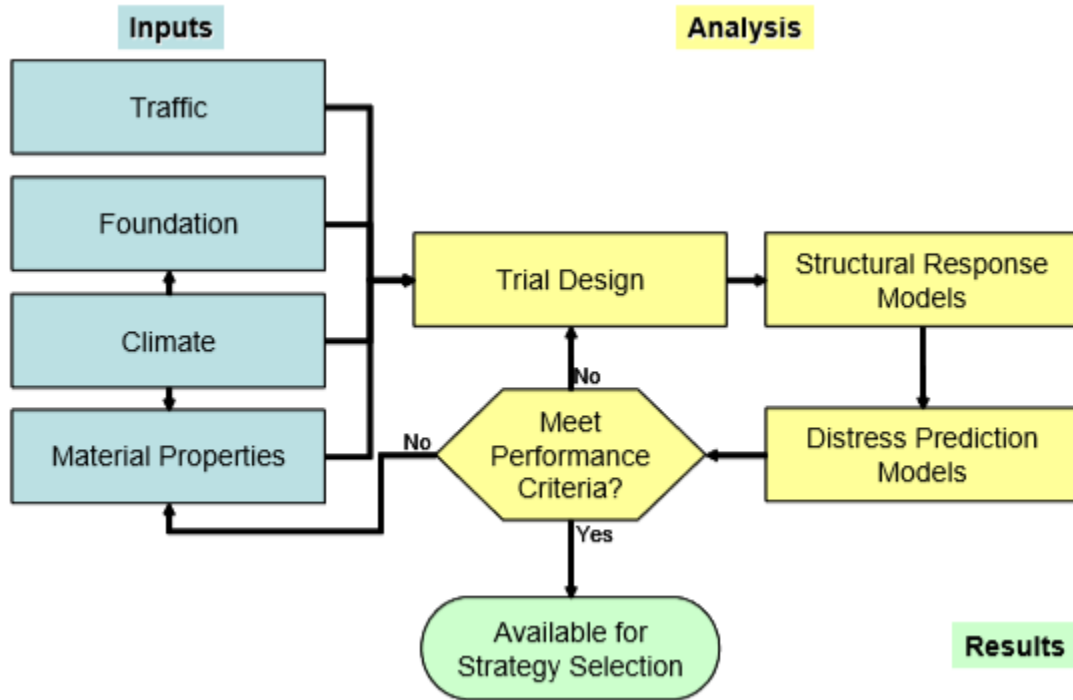 Inputs
Analysis
Traffic
Foundation
Climate
Material Properties
Trial Design
Structural Response
Models
Distress Prediction
Models
No
Meet
Performance
Criteria?
No
Yes
Available for
Strategy Selection
Results